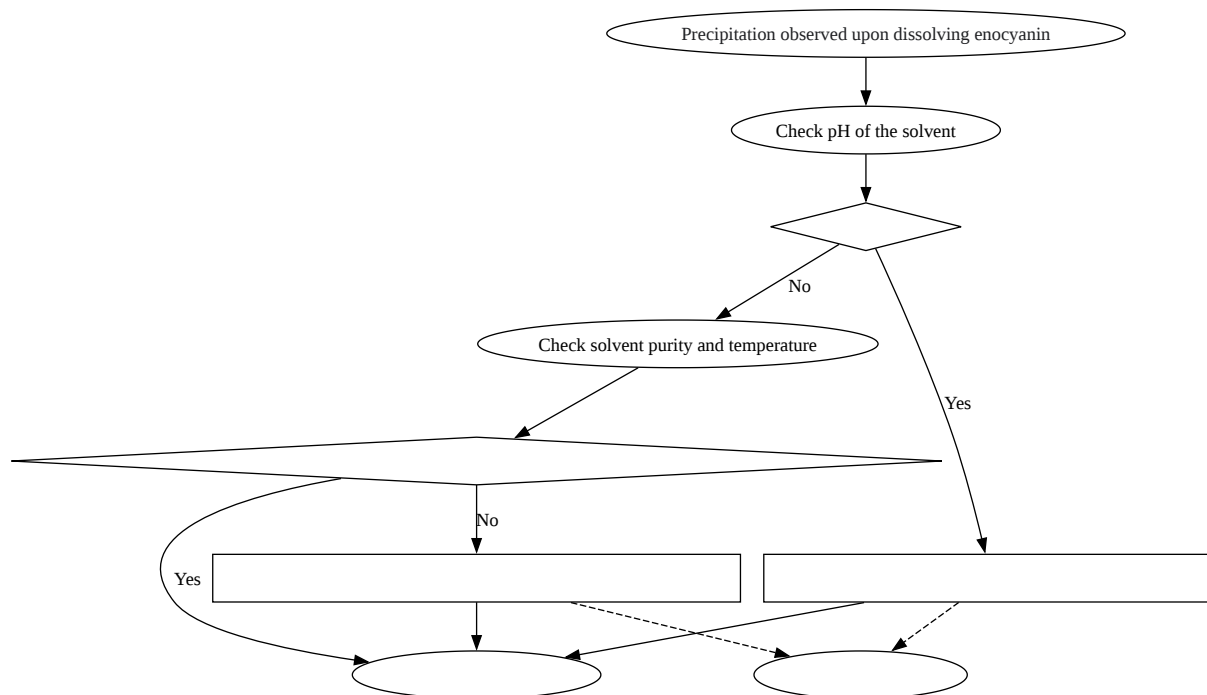 Precipitation observed upon dissolving enocyanin
Check pH of the solvent
No
Check solvent purity and temperature
Yes
No
Yes